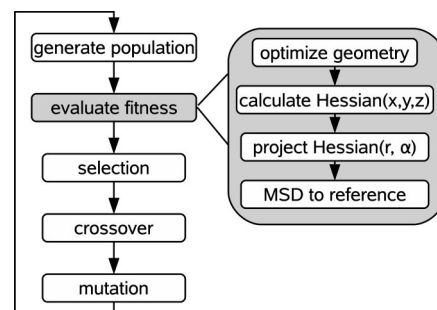 generate population
evaluate fitness
selection
crossover
mutation
optimize geometry
calculate Hessian(x,y,z)
project Hessian(r, α)
MSD to reference